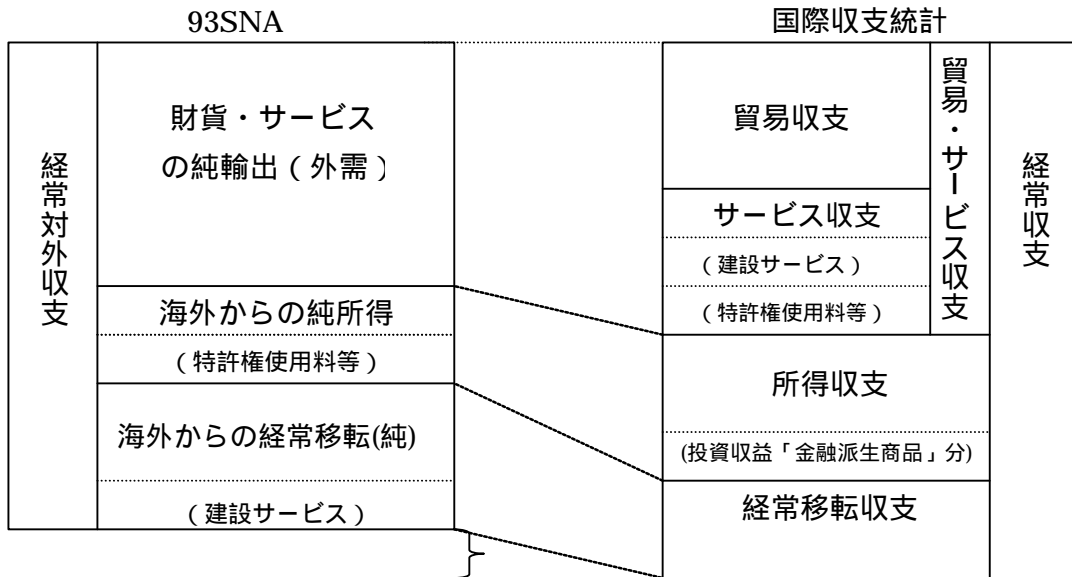 93SNA
国際収支統計
経常対外収支
財貨・サービス
の純輸出（外需）
海外からの純所得
（特許権使用料等）
海外からの経常移転(純)
（建設サービス）
貿易収支
サービス収支
（建設サービス）
（特許権使用料等）
所得収支
(投資収益「金融派生商品」分)
経常移転収支
貿易・サービス収支
経常収支